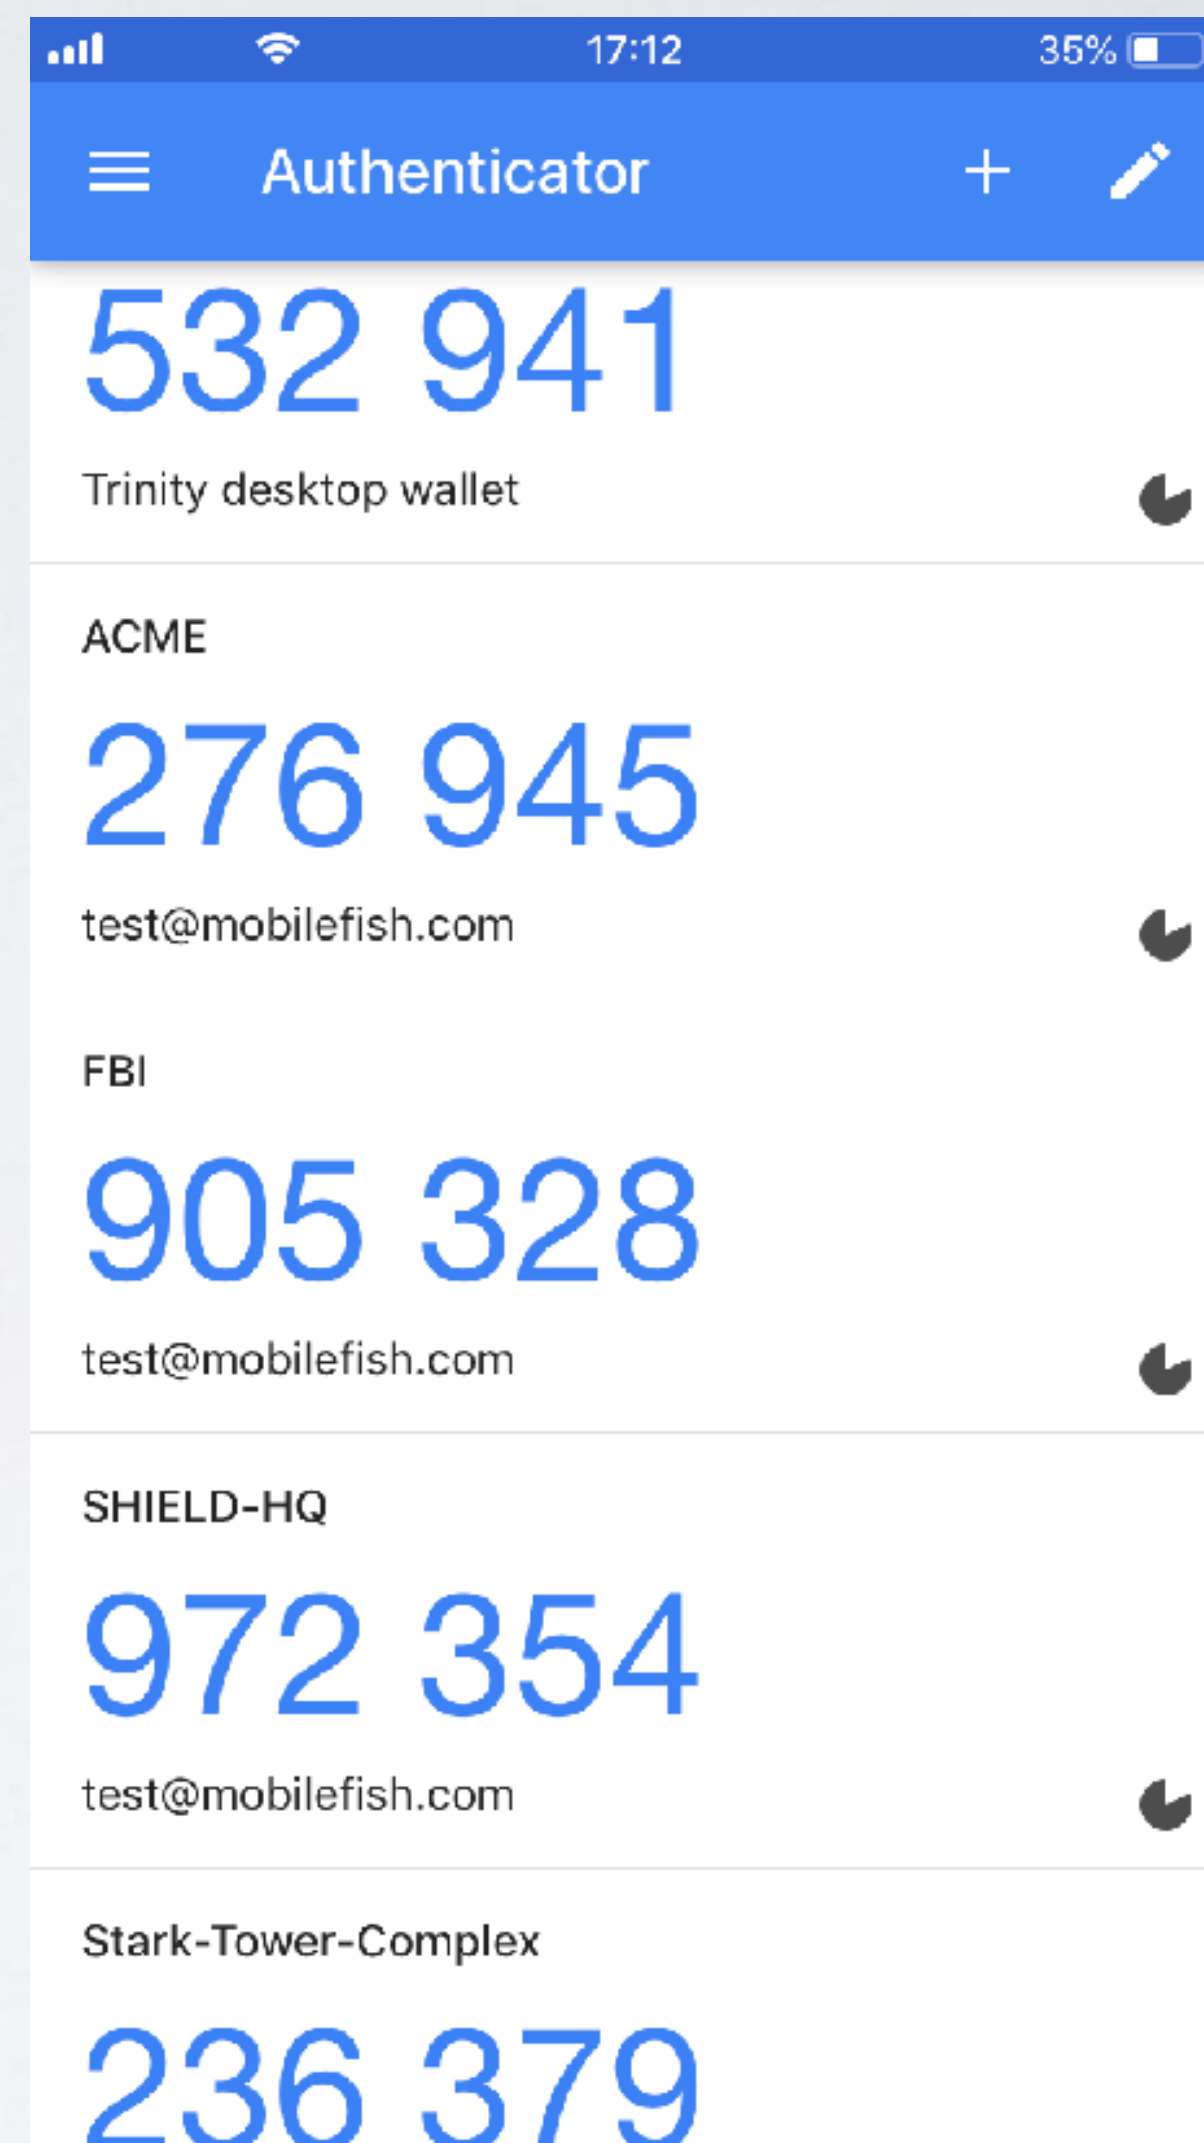 17:12 35%
Authenticator
532 941
Trinity desktop wallet
ACME
276 945
test@mobilefish.com
FBI
905 328
test@mobilefish.com
SHIELD-HQ
972 354
test@mobilefish.com
Stark-Tower-Complex
236 379